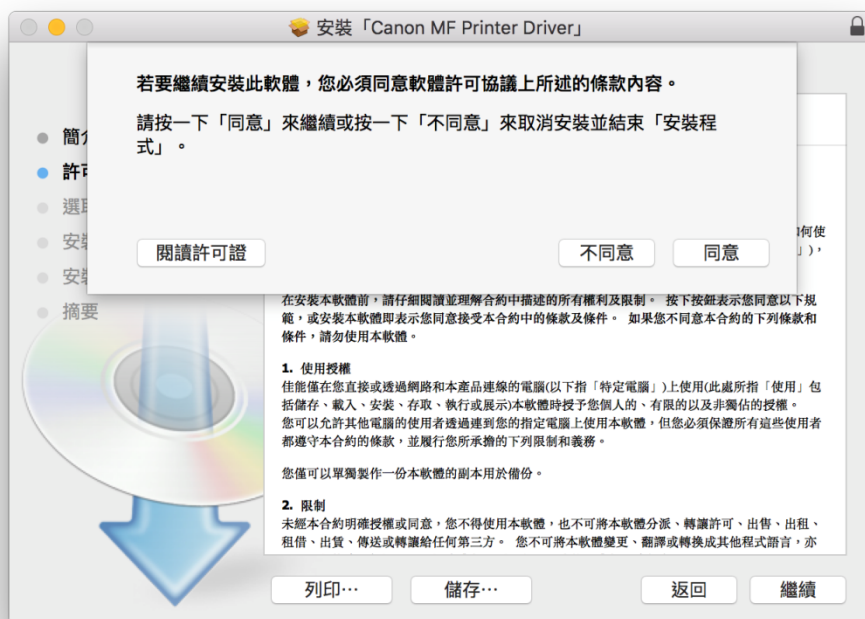 安裝「Canon MF Printer Driver」
若要繼續安裝此軟體，您必須同意軟體許可協議上所述的條款內容。
請按一下「同意」來繼續或按一下「不同意」來取消安裝並結束「安裝程
式」。
閱讀許可證
不同意
同意
簡
許
選
安
安
摘要
如何使
」)，
在安裝本軟體前，請仔細閱讀並理解合約中描述的所有權利及限制。 按下按鈕表示您同意以下規
範，或安裝本軟體即表示您同意接受本合約中的條款及條件。 如果您不同意本合約的下列條款和
條件，請勿使用本軟體。
1. 使用授權
佳能僅在您直接或透過網路和本產品連線的電腦(以下指「特定電腦」)上使用(此處所指「使用」包
括儲存、載入、安裝、存取、執行或展示)本軟體時授予您個人的、有限的以及非獨佔的授權。
您可以允許其他電腦的使用者透過連到您的指定電腦上使用本軟體，但您必須保證所有這些使用者
都遵守本合約的條款，並履行您所承擔的下列限制和義務。
您僅可以單獨製作一份本軟體的副本用於備份。
2. 限制
未經本合約明確授權或同意，您不得使用本軟體，也不可將本軟體分派、轉讓許可、出售、出租、
租借、出賃、傳送或轉讓給任何第三方。 您不可將本軟體變更、翻譯或轉換成其他程式語言，亦
列印⋯
儲存⋯
返回
繼續